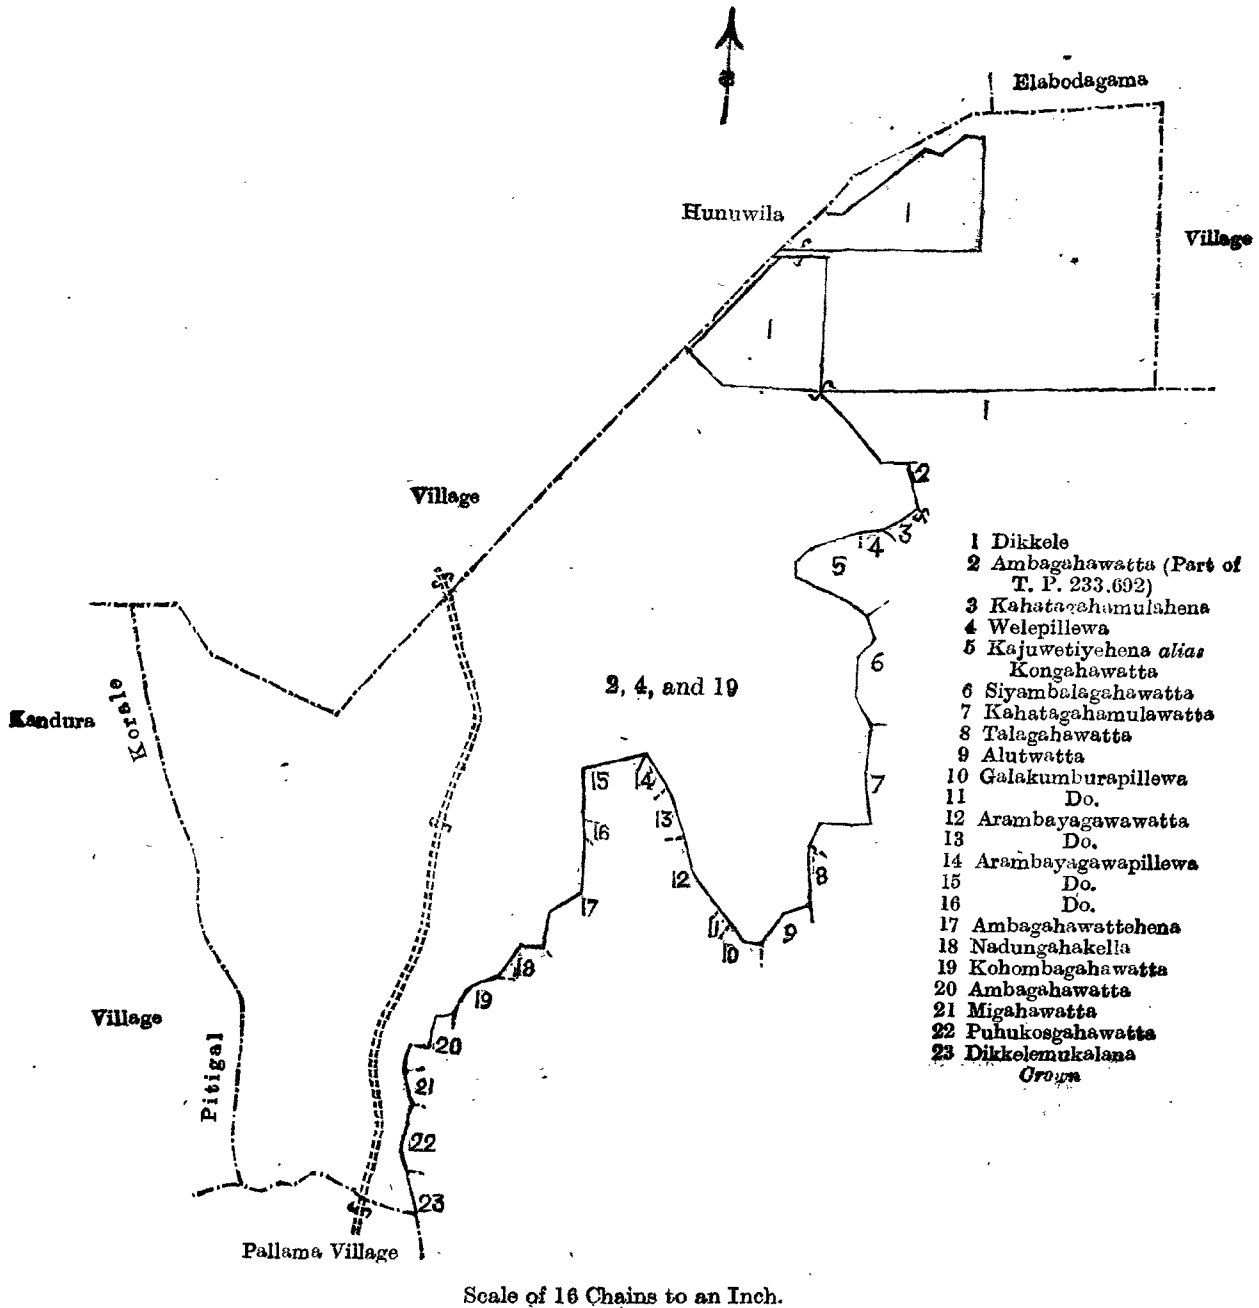 Elabodagama
Hunuwila
1
Village
1
1
Village
2
3
4
5
6
7
2, 4, and 19
Kandura
Korale
15
14
16
13
12
8
17
11
10
9
18
19
Village
Pitigal
20
21
22
23
Pallama Village
1 Dikkele
2 Ambagahawatta (Part of
T. P. 233.692)
3 Kahatagahamulahena
4 Welepillewa
5 Kajuwetiyehena alias
Kongahawatta
6 Siyambalagahawatta
7 Kahatagahamulawatta
8 Talagahawatta
9 Alutwatta
10 Galakumburapillewa
11 Do.
12 Arambayagawawatta
13 Do.
14 Arambayagawapillewa
15 Do.
16 Do.
17 Ambagahawattehena
18 Nadungahakella
19 Kohombagahawatta
20 Ambagahawatta
21 Migahawatta
22 Puhukosgahawatta
23 Dikkelemukalana
Crown
Scale of 16 Chains to an Inch.